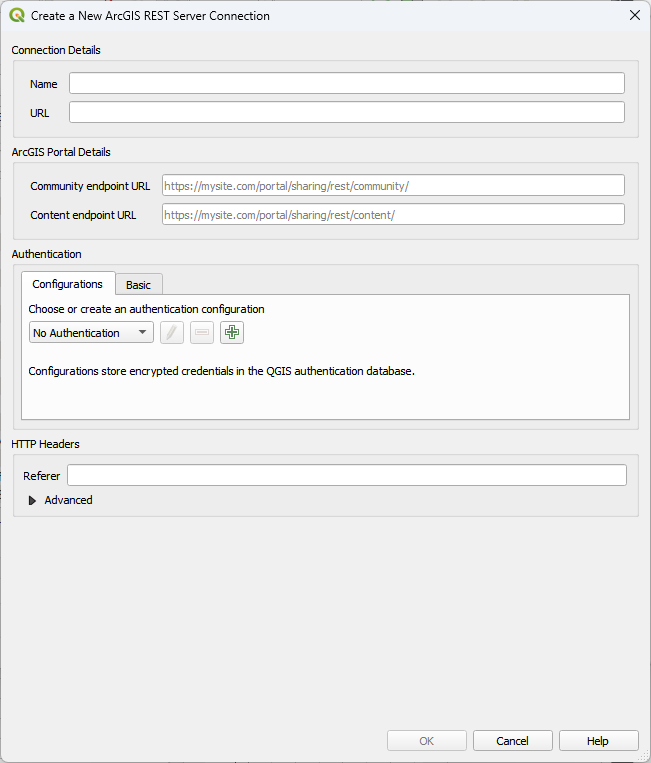 Create a New ArcGIS REST Server Connection
Connection Details
Name
URL
ArcGIS Portal Details
Community endpoint URL https://mysite.com/portal/sharing/rest/community/
Content endpoint URL https://mysite.com/portal/sharing/rest/content/
Authentication
Configurations Basic
Choose or create an authentication configuration
No Authentication
Configurations store encrypted credentials in the QGIS authentication database.
HTTP Headers
Referer
Advanced
OK Cancel Help